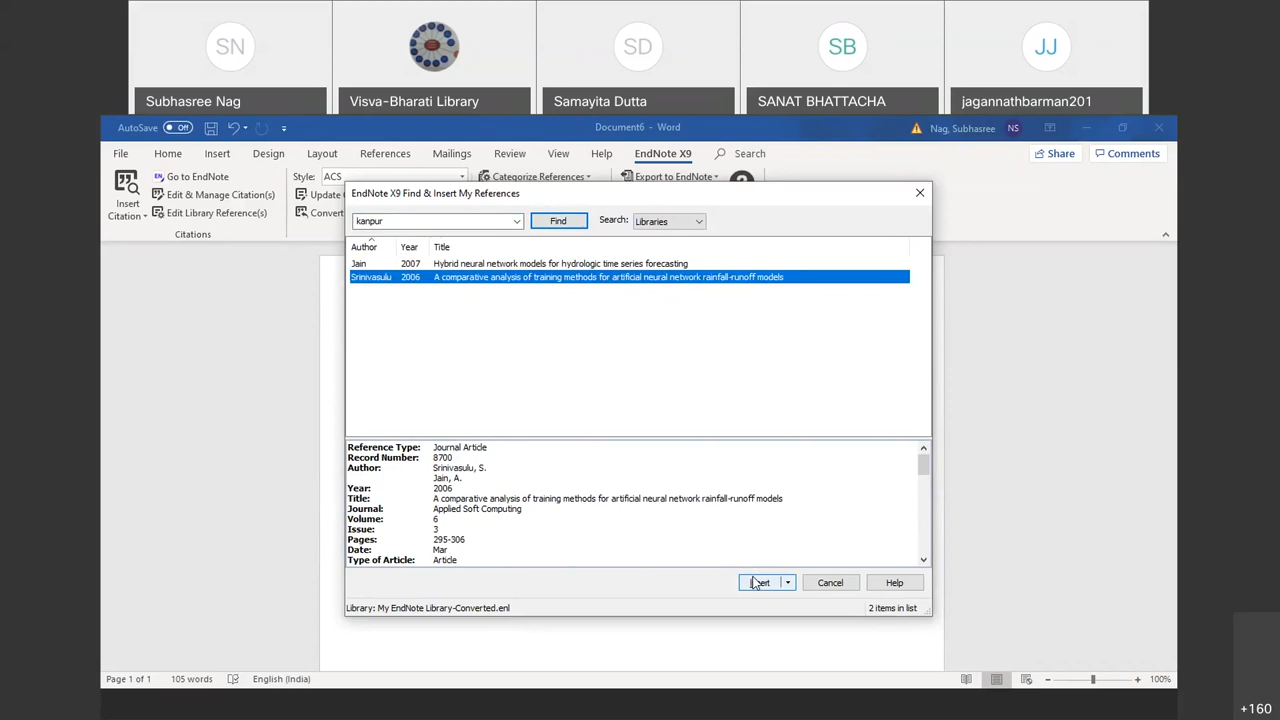 SN
SD
SB
JJ
Subhasree Nag
Visva-Bharati Library
Samayita Dutta
SANAT BHATTACHA
jagannathbarman201
AutoSave Off
Document6 - Word
Nag, Subhasree NS
File Home Insert Design Layout References Mailings Review View Help EndNote X9 Search
Share Comments
Insert
Citation
Go to EndNote
Edit & Manage Citation(s)
Edit Library Reference(s)
Citations
Style: ACS
Update
Convert
Categorize References
Export to EndNote
EndNote X9 Find & Insert My References
kanpur Find Search: Libraries
Author Year Title
Jain 2007 Hybrid neural network models for hydrologic time series forecasting
Srinivasulu 2006 A comparative analysis of training methods for artificial neural network rainfall-runoff models
Reference Type: Journal Article
Record Number: 8700
Author: Srinivasulu, S.
Jain, A.
Year: 2006
Title: A comparative analysis of training methods for artificial neural network rainfall-runoff models
Journal: Applied Soft Computing
Volume: 6
Issue: 3
Pages: 295-306
Date: Mar
Type of Article: Article
Insert Cancel Help
Library: My EndNote Library-Converted.enl 2 items in list
Page 1 of 1 105 words English (India) 100%
+160